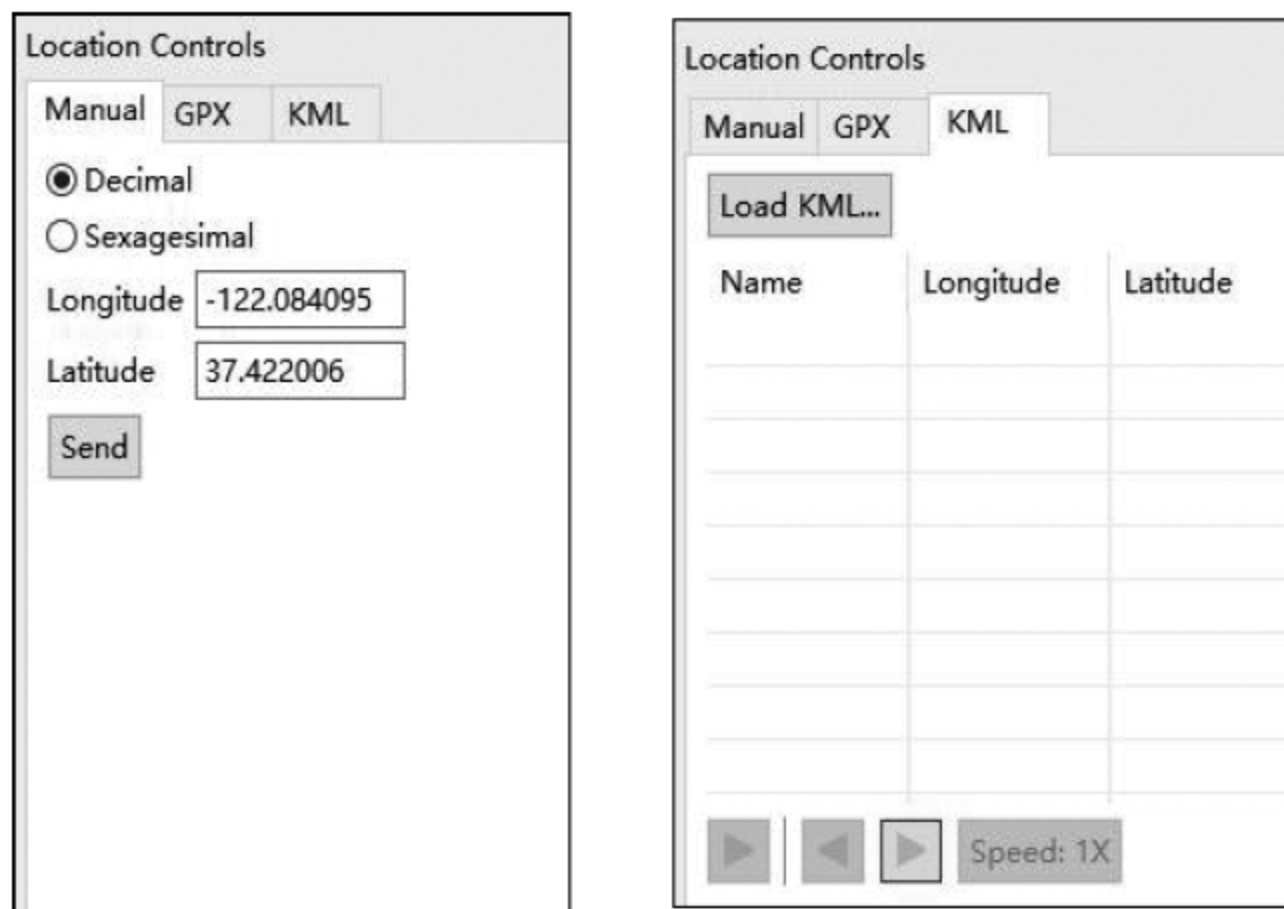 Location Controls
Manual GPX KML
Decimal
Sexagesimal
Longitude -122.084095
Latitude 37.422006
Send
Location Controls
Manual GPX KML
Load KML...
Name Longitude Latitude
Speed: 1X